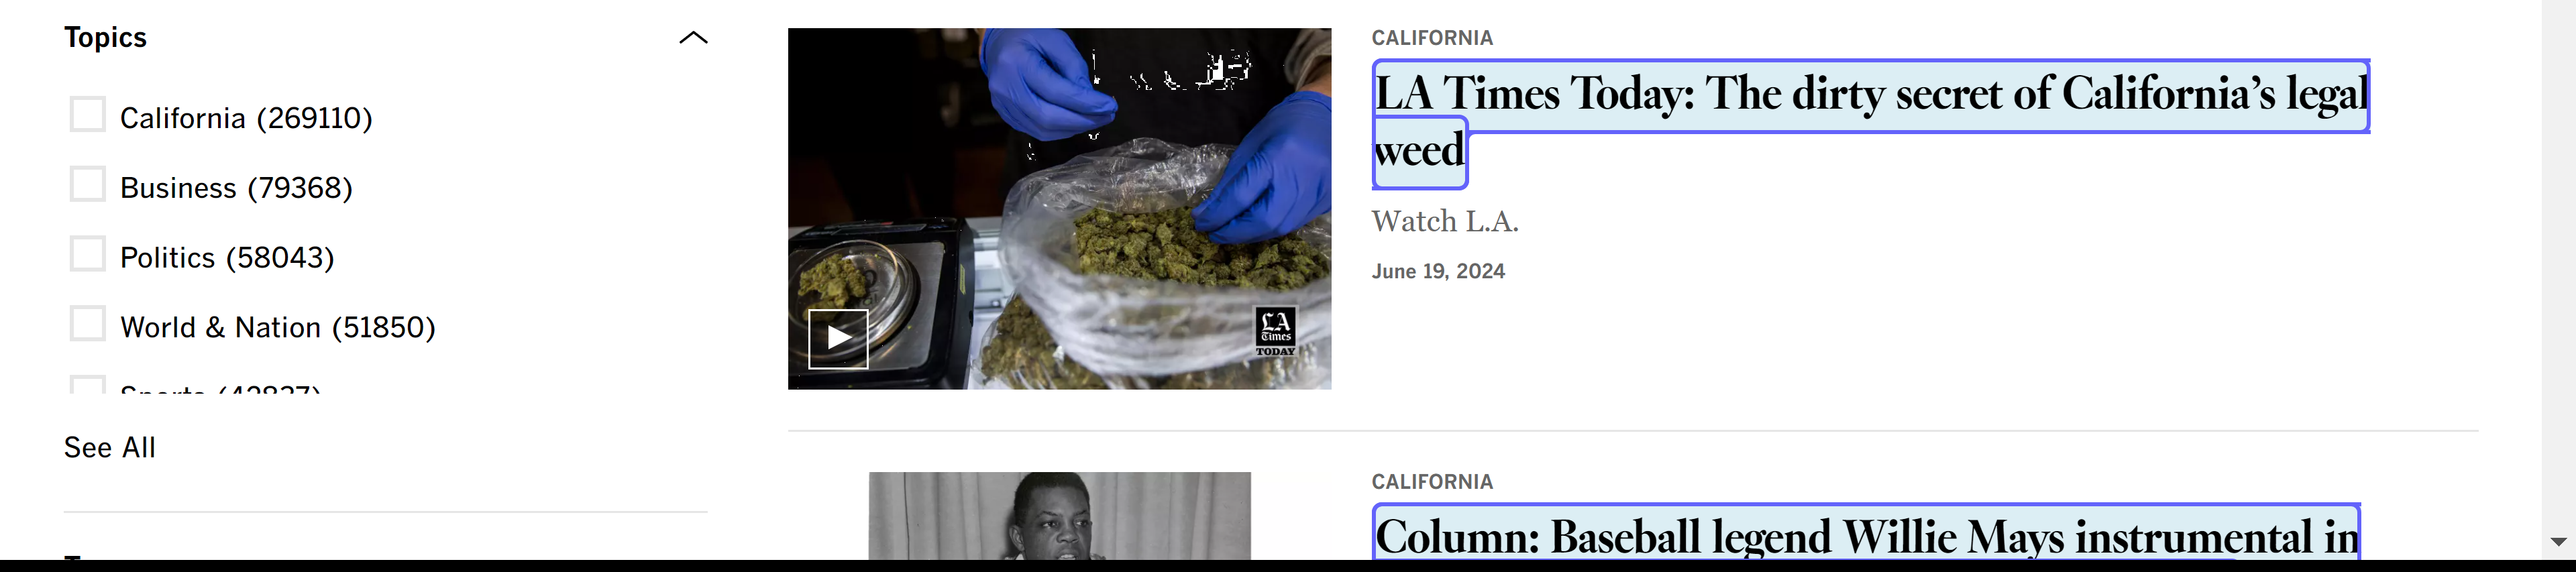 Topics
California (269110)
Business (79368)
Politics (58043)
World & Nation (51850)
See All
LA Times
TODAY
CALIFORNIA
LA Times Today: The dirty secret of California’s legal
weed
Watch L.A.
June 19, 2024
CALIFORNIA
Column: Baseball legend Willie Mays instrumental in